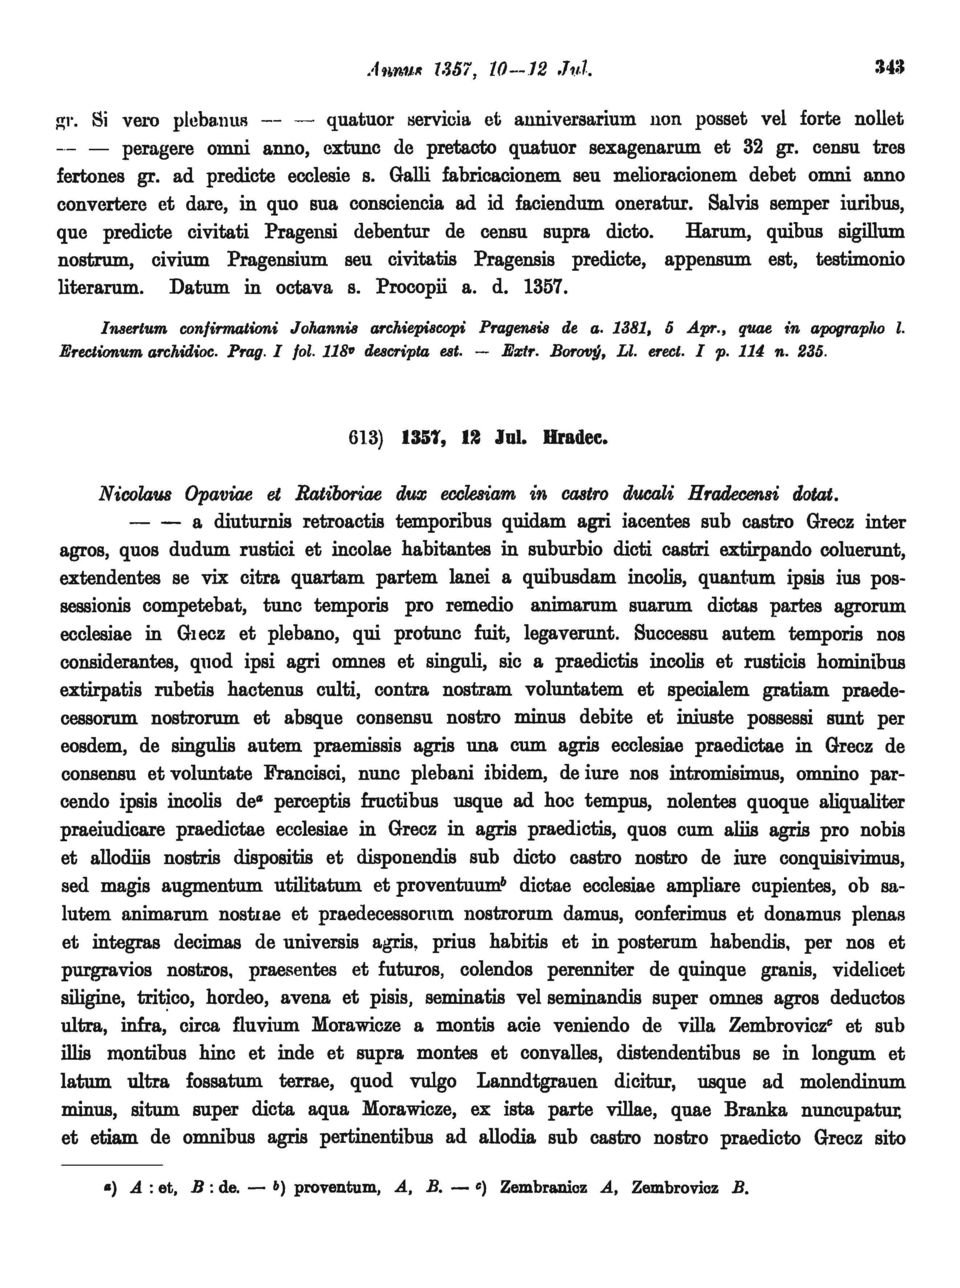 Annus 1357, 10—12 Jul. 343
gr. Si vero plebanus — — quatuor servicia et anniversarium non posset vel forte nollet
— — peragere omni anno, extunc de pretacto quatuor sexagenarum et 32 gr. censu tres
fertones gr. ad predicte ecclesie s. Galli fabricacionem seu melioracionem debet omni anno
convertere et dare, in quo sua consciencia ad id faciendum oneratur. Salvis semper iuribus,
que predicte civitati Pragensi debentur de censu supra dicto. Harum, quibus sigillum
nostrum, civium Pragensium seu civitatis Pragensis predicte, appensum est, testimonio
literarum. Datum in octava s. Procopii a. d. 1357.
Insertum confirmationi Johannis archiepiscopi Pragensis de a. 1381, 5 Apr., quae in apographo l.
Erectionum archidioc. Prag. I fol. 118v descripta est. — Extr. Borový, Ll. erect. I p. 114 n. 235.
613) 1357, 12 Jul. Hradec.
Nicolaus Opaviae et Ratiboriae dux ecclesiam in castro ducali Hradecensi dotat.
— — a diuturnis retroactis temporibus quidam agri iacentes sub castro Grecz inter
agros, quos dudum rustici et incolae habitantes in suburbio dicti castri extirpando coluerunt,
extendentes se vix citra quartam partem lanei a quibusdam incolis, quantum ipsis ius pos-
sessionis competebat, tunc temporis pro remedio animarum suarum dictas partes agrorum
ecclesiae in Grecz et plebano, qui protunc fuit, legaverunt. Successu autem temporis nos
considerantes, quod ipsi agri omnes et singuli, sic a praedictis incolis et rusticis hominibus
extirpatis rubetis hactenus culti, contra nostram voluntatem et specialem gratiam praede-
cessorum nostrorum et absque consensu nostro minus debite et iniuste possessi sunt per
eosdem, de singulis autem praemissis agris una cum agris ecclesiae praedictae in Grecz de
consensu et voluntate Francisci, nunc plebani ibidem, de iure nos intromisimus, omnino par-
cendo ipsis incolis deᵃ perceptis fructibus usque ad hoc tempus, nolentes quoque aliqualiter
praeiudicare praedictae ecclesiae in Grecz in agris praedictis, quos cum aliis agris pro nobis
et allodiis nostris dispositis et disponendis sub dicto castro nostro de iure conquisivimus,
sed magis augmentum utilitatum et proventuumᵇ dictae ecclesiae ampliare cupientes, ob sa-
lutem animarum nostrae et praedecessorum nostrorum damus, conferimus et donamus plenas
et integras decimas de universis agris, prius habitis et in posterum habendis, per nos et
purgravios nostros, praesentes et futuros, colendos perenniter de quinque granis, videlicet
siligine, tritico, hordeo, avena et pisis, seminatis vel seminandis super omnes agros deductos
ultra, infra, circa fluvium Morawicze a montis acie veniendo de villa Zembroviczᶜ et sub
illis montibus hinc et inde et supra montes et convalles, distendentibus se in longum et
latum ultra fossatum terrae, quod vulgo Lanndtgrauen dicitur, usque ad molendinum
minus, situm super dicta aqua Morawicze, ex ista parte villae, quae Branka nuncupatur,
et etiam de omnibus agris pertinentibus ad allodia sub castro nostro praedicto Grecz sito
ᵃ) A : et, B : de. — ᵇ) proventum, A, B. — ᶜ) Zembranicz A, Zembrovicz B.